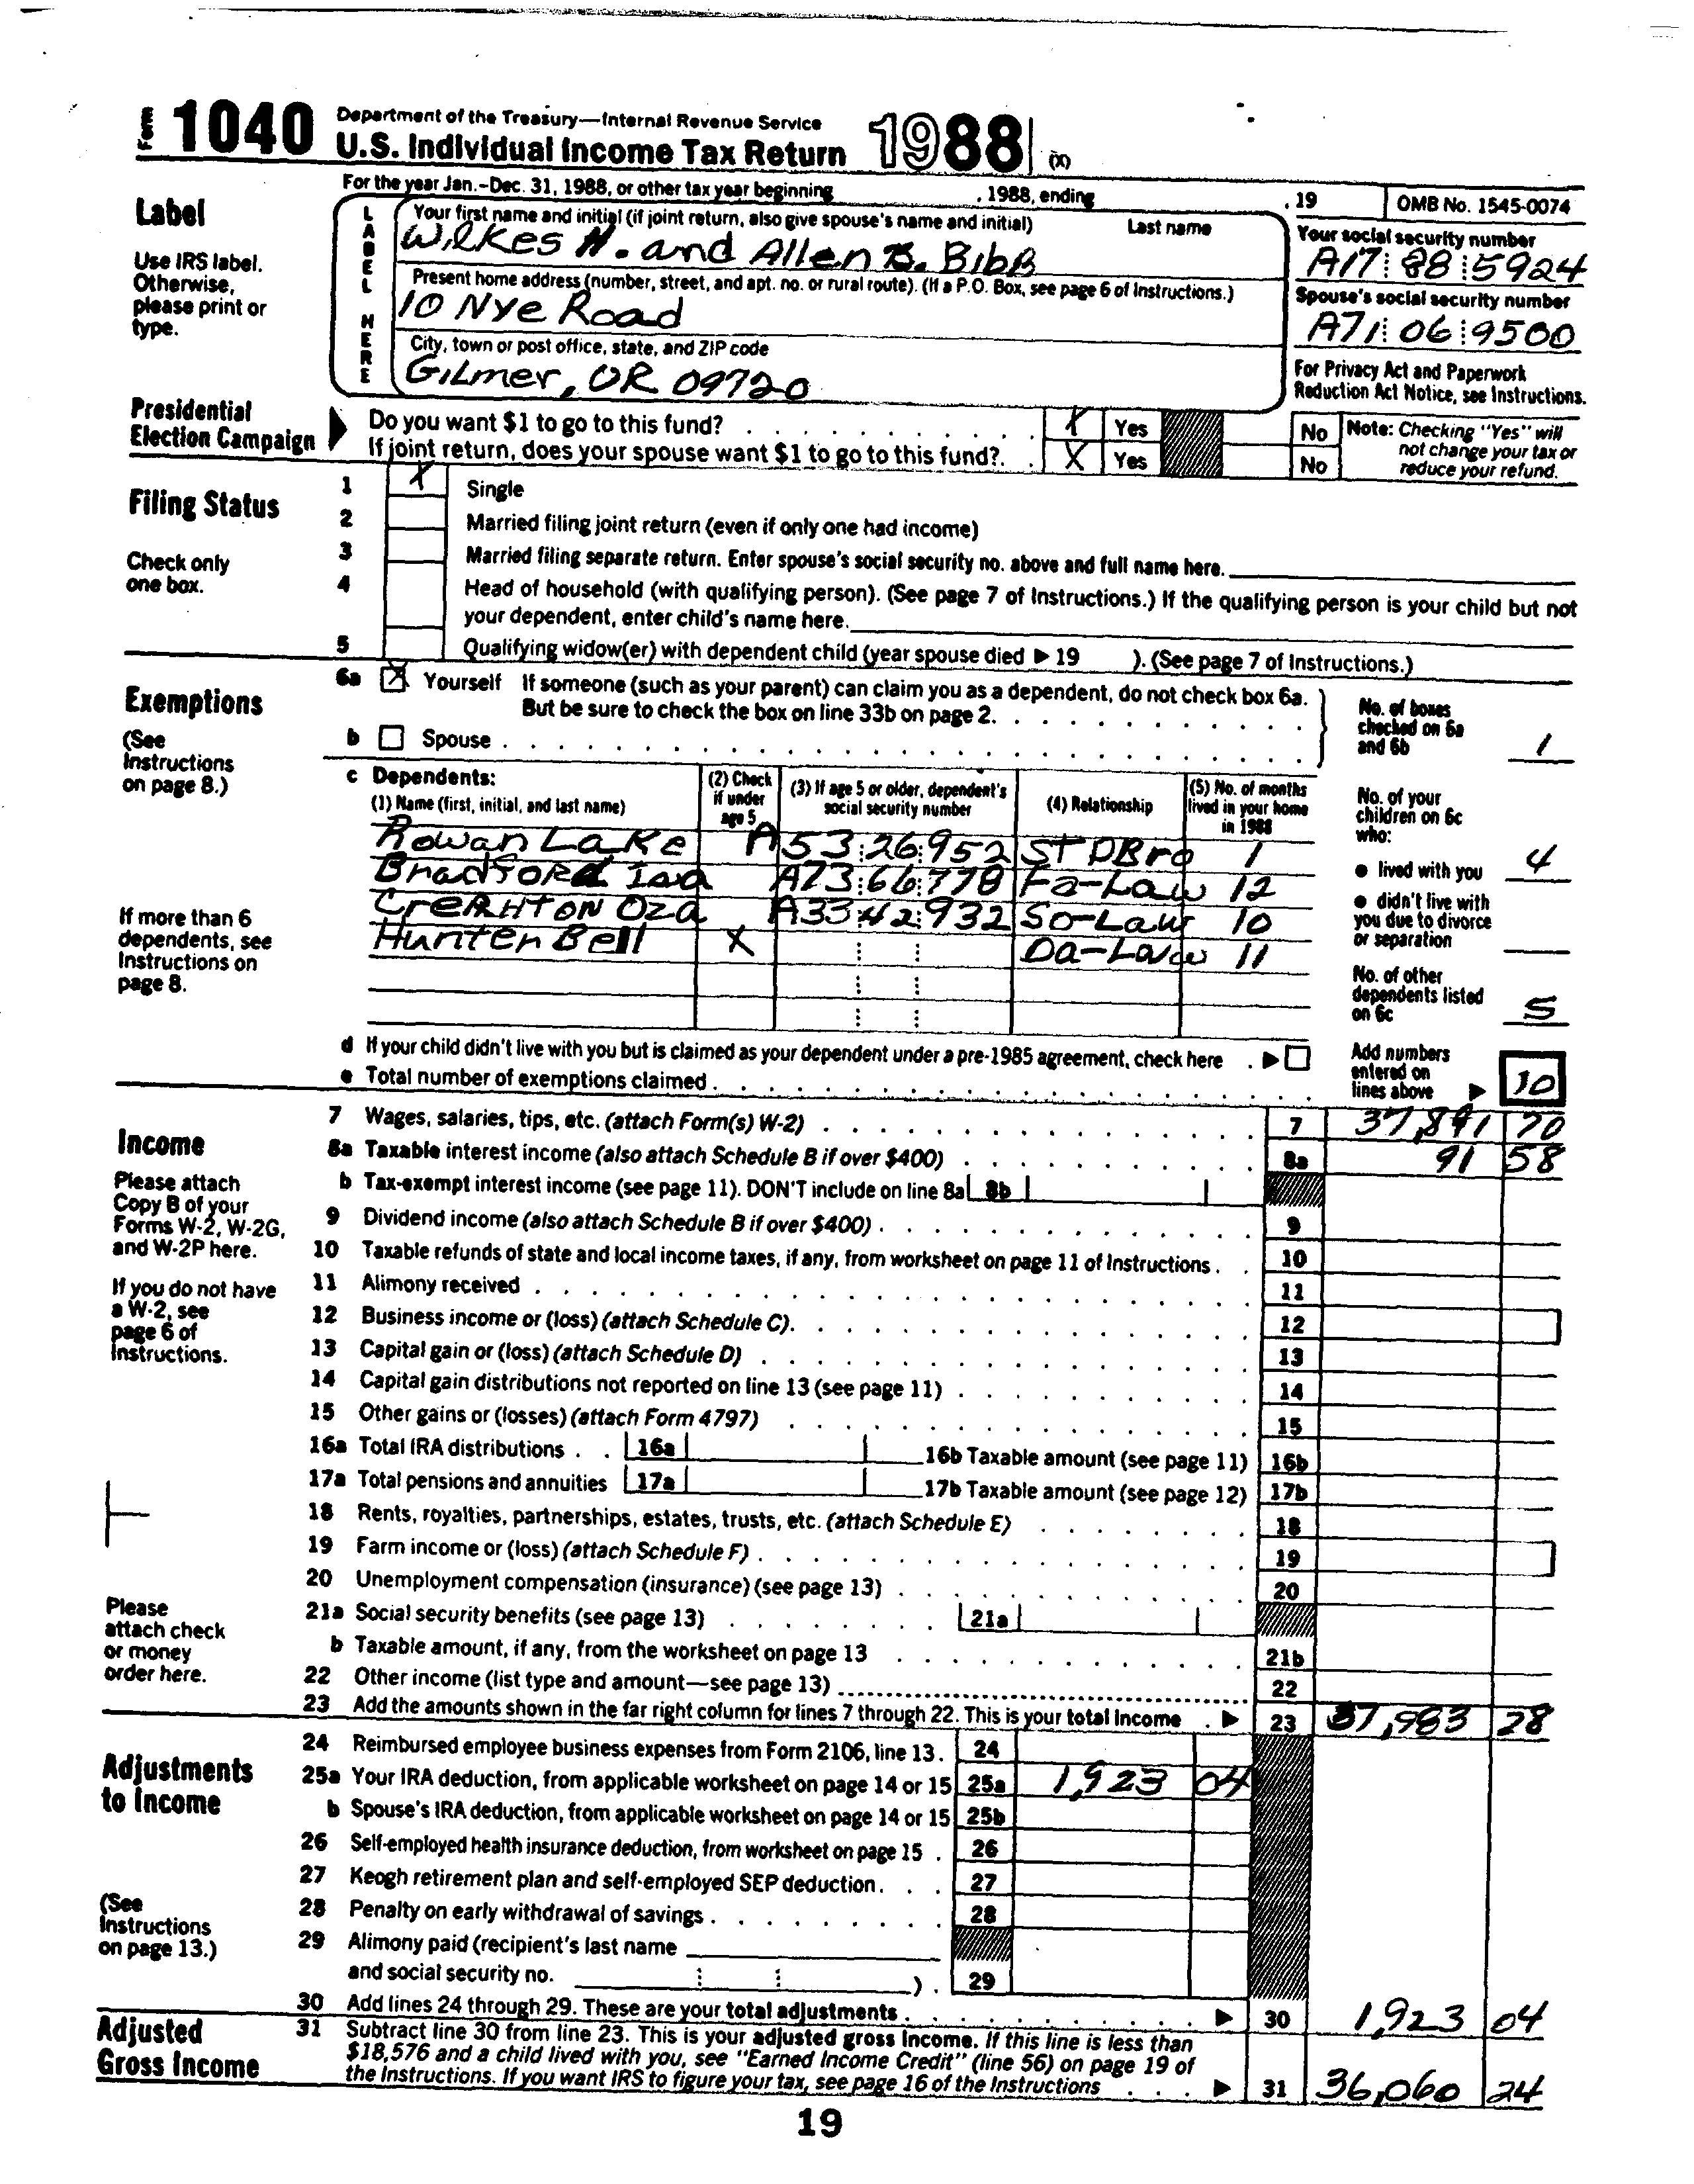 Form 1040 Department of the Treasury—Internal Revenue Service
U.S. Individual Income Tax Return 1988 (X)
For the year Jan.-Dec. 31, 1988, or other tax year beginning , 1988, ending , 19 OMB No. 1545-0074
Label
Use IRS label. Otherwise, please print or type.
LABEL HERE
Your first name and initial (if joint return, also give spouse's name and initial) Last name
Wilkes H. and Allen B. Bibb
Your social security number
A17 88 5924
Present home address (number, street, and apt. no. or rural route). (If a P.O. Box, see page 6 of Instructions.)
10 Nye Road
Spouse's social security number
A71 06 9500
City, town or post office, state, and ZIP code
Gilmer, OR 09720
For Privacy Act and Paperwork Reduction Act Notice, see Instructions.
Presidential Election Campaign
Do you want $1 to go to this fund? X Yes No
If joint return, does your spouse want $1 to go to this fund? X Yes No
Note: Checking "Yes" will not change your tax or reduce your refund.
Filing Status
Check only one box.
1 X Single
2 Married filing joint return (even if only one had income)
3 Married filing separate return. Enter spouse's social security no. above and full name here.
4 Head of household (with qualifying person). (See page 7 of Instructions.) If the qualifying person is your child but not
your dependent, enter child's name here.
5 Qualifying widow(er) with dependent child (year spouse died ▶ 19 ). (See page 7 of Instructions.)
Exemptions
(See Instructions on page 8.)
6a X Yourself If someone (such as your parent) can claim you as a dependent, do not check box 6a.
But be sure to check the box on line 33b on page 2.
b Spouse
No. of boxes checked on 6a and 6b 1
c Dependents:
(1) Name (first, initial, and last name) (2) Check if under age 5 (3) If age 5 or older, dependent's social security number (4) Relationship (5) No. of months lived in your home in 1988
Rowan Lake A53 26 952 STPBro 1
Bradford Isa A73 66 778 Fa-Law 12
Creahton Oza A33 42 932 So-Law 10
Hunten Bell X Da-Law 11
If more than 6 dependents, see Instructions on page 8.
No. of your children on 6c who:
● lived with you 4
● didn't live with you due to divorce or separation
No. of other dependents listed on 6c 5
d If your child didn't live with you but is claimed as your dependent under a pre-1985 agreement, check here ▶
e Total number of exemptions claimed
Add numbers entered on lines above ▶ 10
Income
Please attach Copy B of your Forms W-2, W-2G, and W-2P here.
If you do not have a W-2, see page 6 of Instructions.
Please attach check or money order here.
7 Wages, salaries, tips, etc. (attach Form(s) W-2) 7 37,891 70
8a Taxable interest income (also attach Schedule B if over $400) 8a 91 58
b Tax-exempt interest income (see page 11). DON'T include on line 8a 8b
9 Dividend income (also attach Schedule B if over $400) 9
10 Taxable refunds of state and local income taxes, if any, from worksheet on page 11 of Instructions 10
11 Alimony received 11
12 Business income or (loss) (attach Schedule C) 12
13 Capital gain or (loss) (attach Schedule D) 13
14 Capital gain distributions not reported on line 13 (see page 11) 14
15 Other gains or (losses) (attach Form 4797) 15
16a Total IRA distributions 16a 16b Taxable amount (see page 11) 16b
17a Total pensions and annuities 17a 17b Taxable amount (see page 12) 17b
18 Rents, royalties, partnerships, estates, trusts, etc. (attach Schedule E) 18
19 Farm income or (loss) (attach Schedule F) 19
20 Unemployment compensation (insurance) (see page 13) 20
21a Social security benefits (see page 13) 21a
b Taxable amount, if any, from the worksheet on page 13 21b
22 Other income (list type and amount—see page 13) 22
23 Add the amounts shown in the far right column for lines 7 through 22. This is your total income ▶ 23 37,983 28
Adjustments to Income
(See Instructions on page 13.)
24 Reimbursed employee business expenses from Form 2106, line 13. 24
25a Your IRA deduction, from applicable worksheet on page 14 or 15 25a 1,923 04
b Spouse's IRA deduction, from applicable worksheet on page 14 or 15 25b
26 Self-employed health insurance deduction, from worksheet on page 15 26
27 Keogh retirement plan and self-employed SEP deduction 27
28 Penalty on early withdrawal of savings 28
29 Alimony paid (recipient's last name
and social security no. ) 29
30 Add lines 24 through 29. These are your total adjustments ▶ 30 1,923 04
Adjusted Gross Income
31 Subtract line 30 from line 23. This is your adjusted gross income. If this line is less than
$18,576 and a child lived with you, see "Earned Income Credit" (line 56) on page 19 of
the Instructions. If you want IRS to figure your tax, see page 16 of the Instructions ▶ 31 36,060 24
19